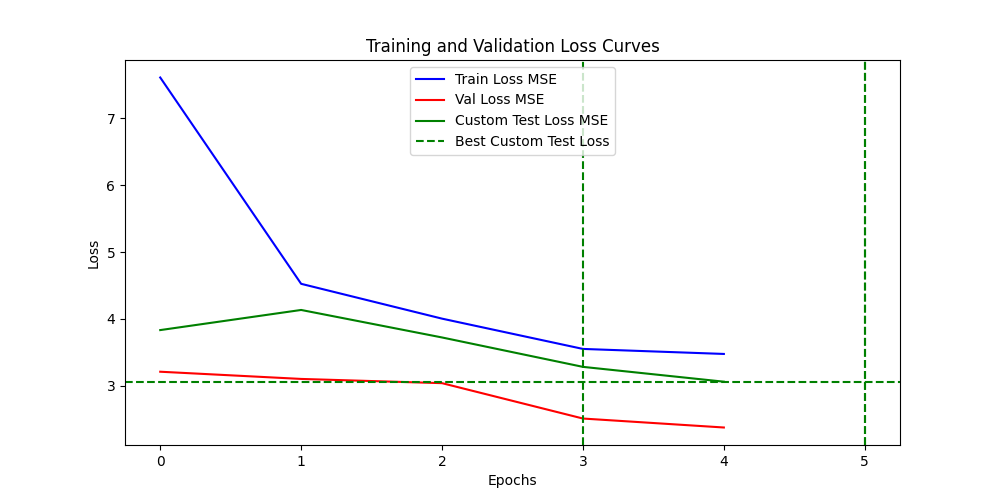 Training and Validation Loss Curves
Train Loss MSE
Val Loss MSE
Custom Test Loss MSE
Best Custom Test Loss
7
6
5
4
3
Loss
0 1 2 3 4 5
Epochs